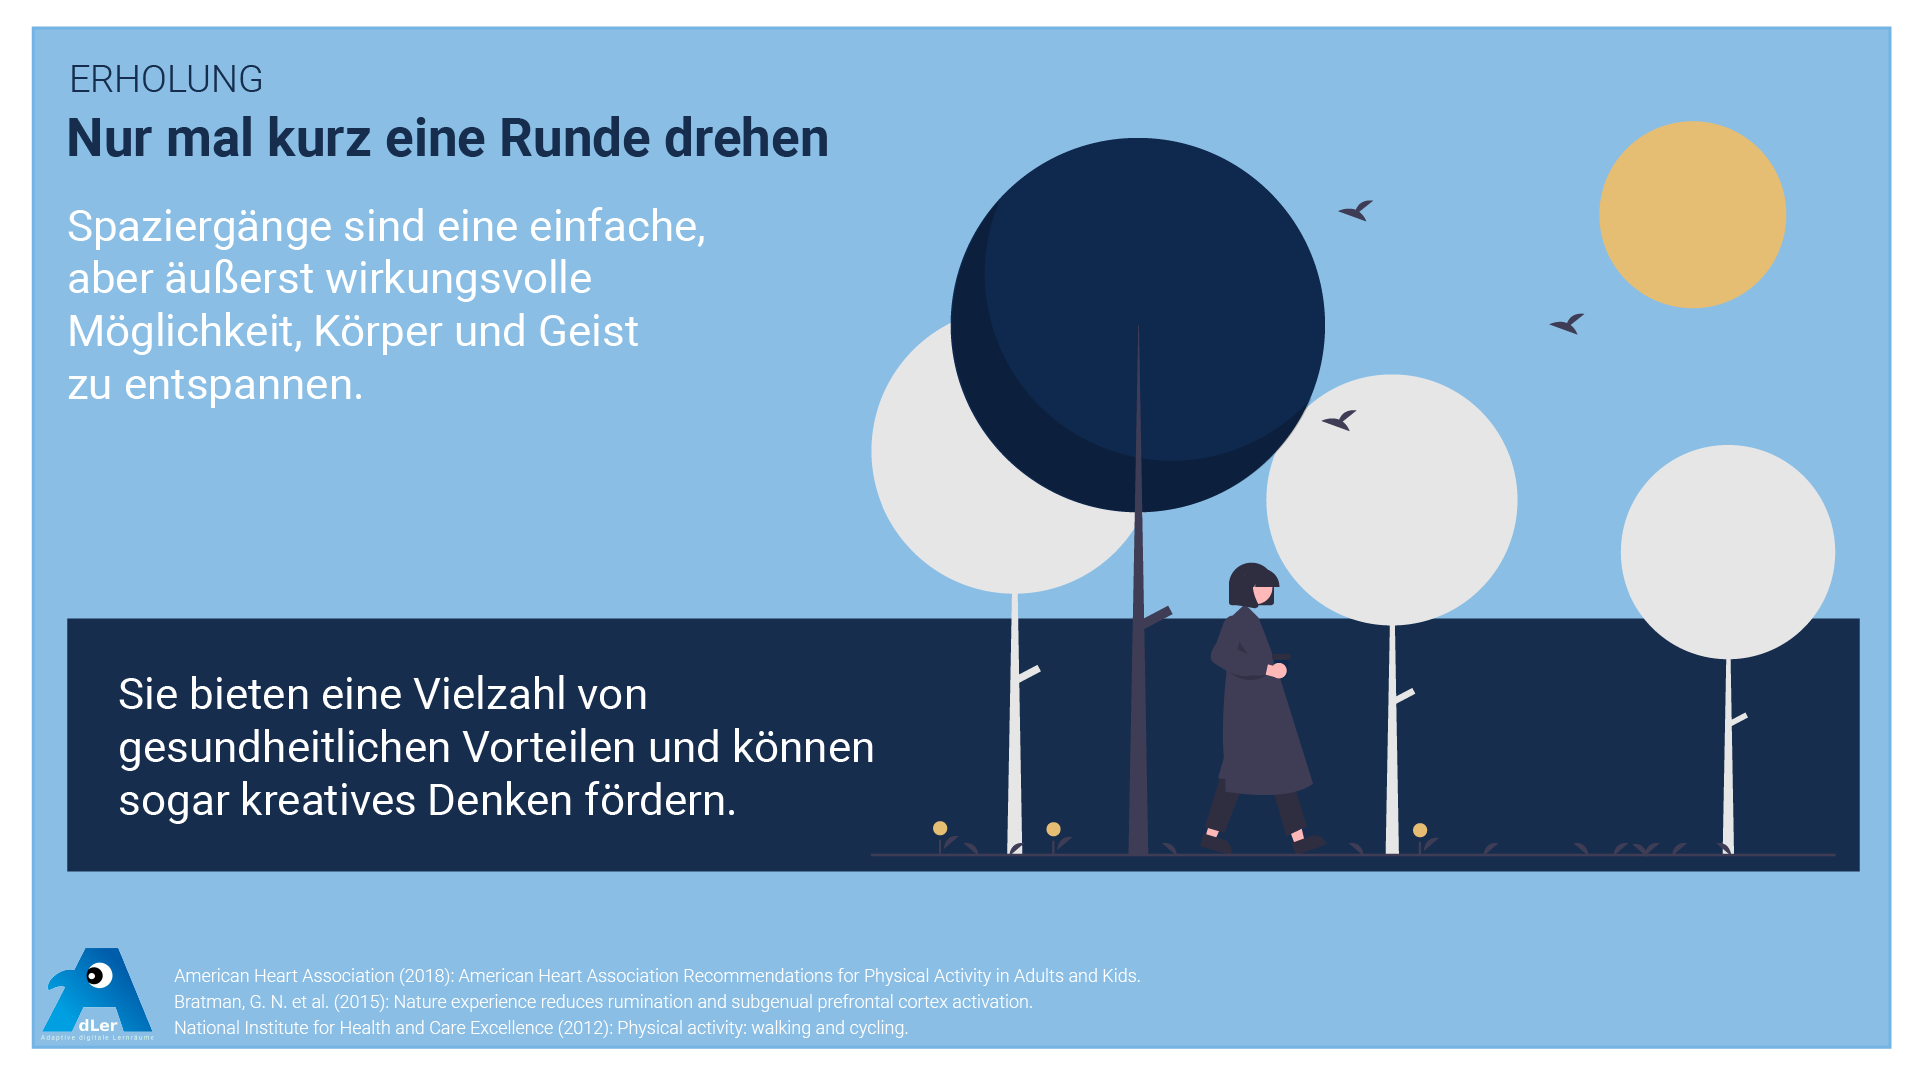 ERHOLUNG
Nur mal kurz eine Runde drehen
Spaziergänge sind eine einfache,
aber äußerst wirkungsvolle
Möglichkeit, Körper und Geist
zu entspannen.
Sie bieten eine Vielzahl von
gesundheitlichen Vorteilen und können
sogar kreatives Denken fördern.
dLer
Adaptive digitale Lernräume
American Heart Association (2018): American Heart Association Recommendations for Physical Activity in Adults and Kids.
Bratman, G. N. et al. (2015): Nature experience reduces rumination and subgenual prefrontal cortex activation.
National Institute for Health and Care Excellence (2012): Physical activity: walking and cycling.